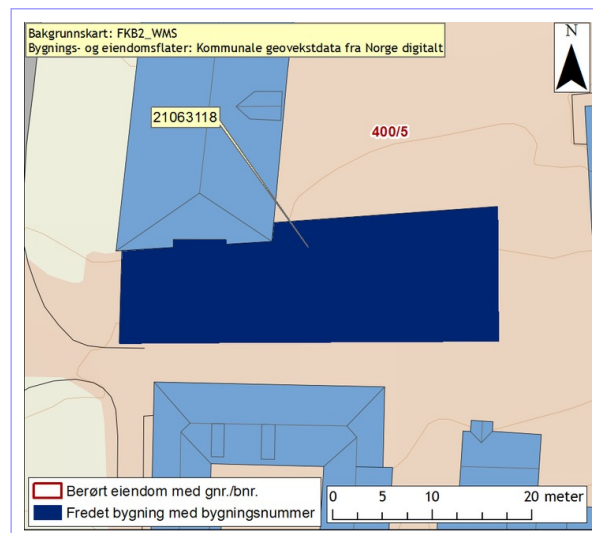 Bakgrunnskart: FKB2_WMS
Bygnings- og eiendomsflater: Kommunale geovekstdata fra Norge digitalt
N
21063118
400/5
Berørt eiendom med gnr./bnr.
Fredet bygning med bygningsnummer
0 5 10 20 meter